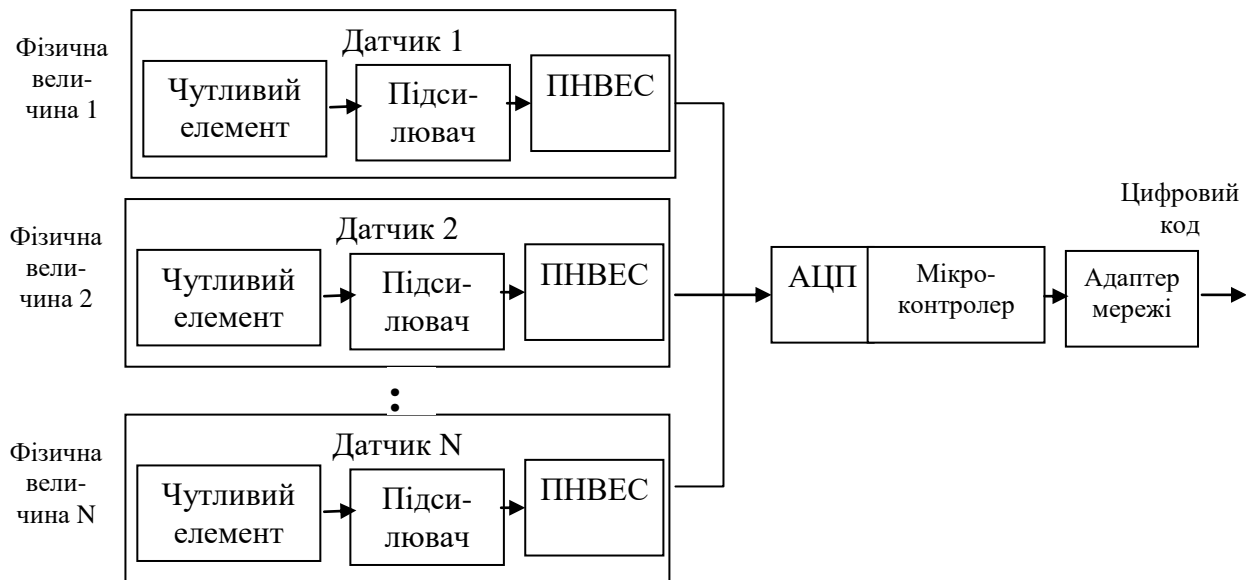 Фізична
вели-
чина 1
Датчик 1
Чутливий
елемент
Підси-
лювач
ПНВЕС
Фізична
вели-
чина 2
Датчик 2
Чутливий
елемент
Підси-
лювач
ПНВЕС
Цифровий
код
АЦП
Мікро-
контролер
Адаптер
мережі
:
Фізична
вели-
чина N
Датчик N
Чутливий
елемент
Підси-
лювач
ПНВЕС